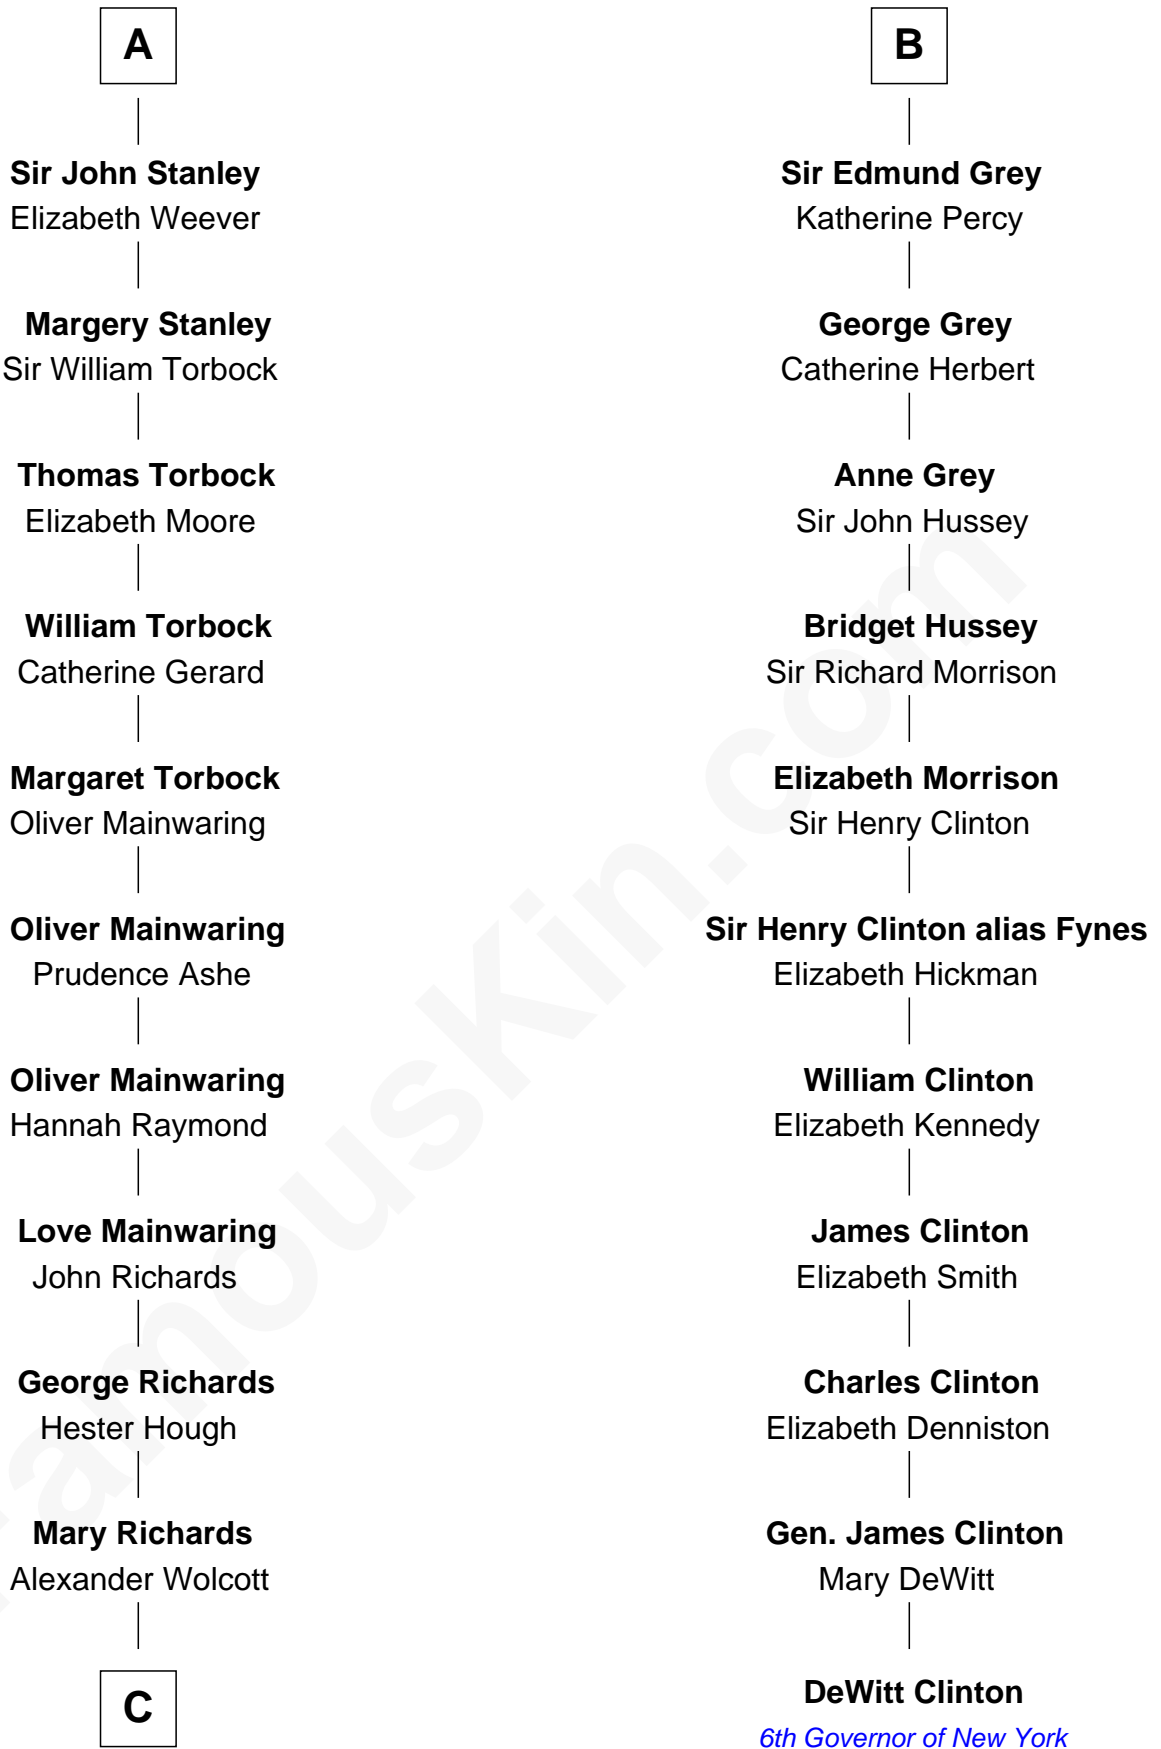 A
Sir John Stanley
Elizabeth Weever
Margery Stanley
Sir William Torbock
Thomas Torbock
Elizabeth Moore
William Torbock
Catherine Gerard
Margaret Torbock
Oliver Mainwaring
Oliver Mainwaring
Prudence Ashe
Oliver Mainwaring
Hannah Raymond
Love Mainwaring
John Richards
George Richards
Hester Hough
Mary Richards
Alexander Wolcott
C
B
Sir Edmund Grey
Katherine Percy
George Grey
Catherine Herbert
Anne Grey
Sir John Hussey
Bridget Hussey
Sir Richard Morrison
Elizabeth Morrison
Sir Henry Clinton
Sir Henry Clinton alias Fynes
Elizabeth Hickman
William Clinton
Elizabeth Kennedy
James Clinton
Elizabeth Smith
Charles Clinton
Elizabeth Denniston
Gen. James Clinton
Mary DeWitt
DeWitt Clinton
6th Governor of New York
FamousKin.com